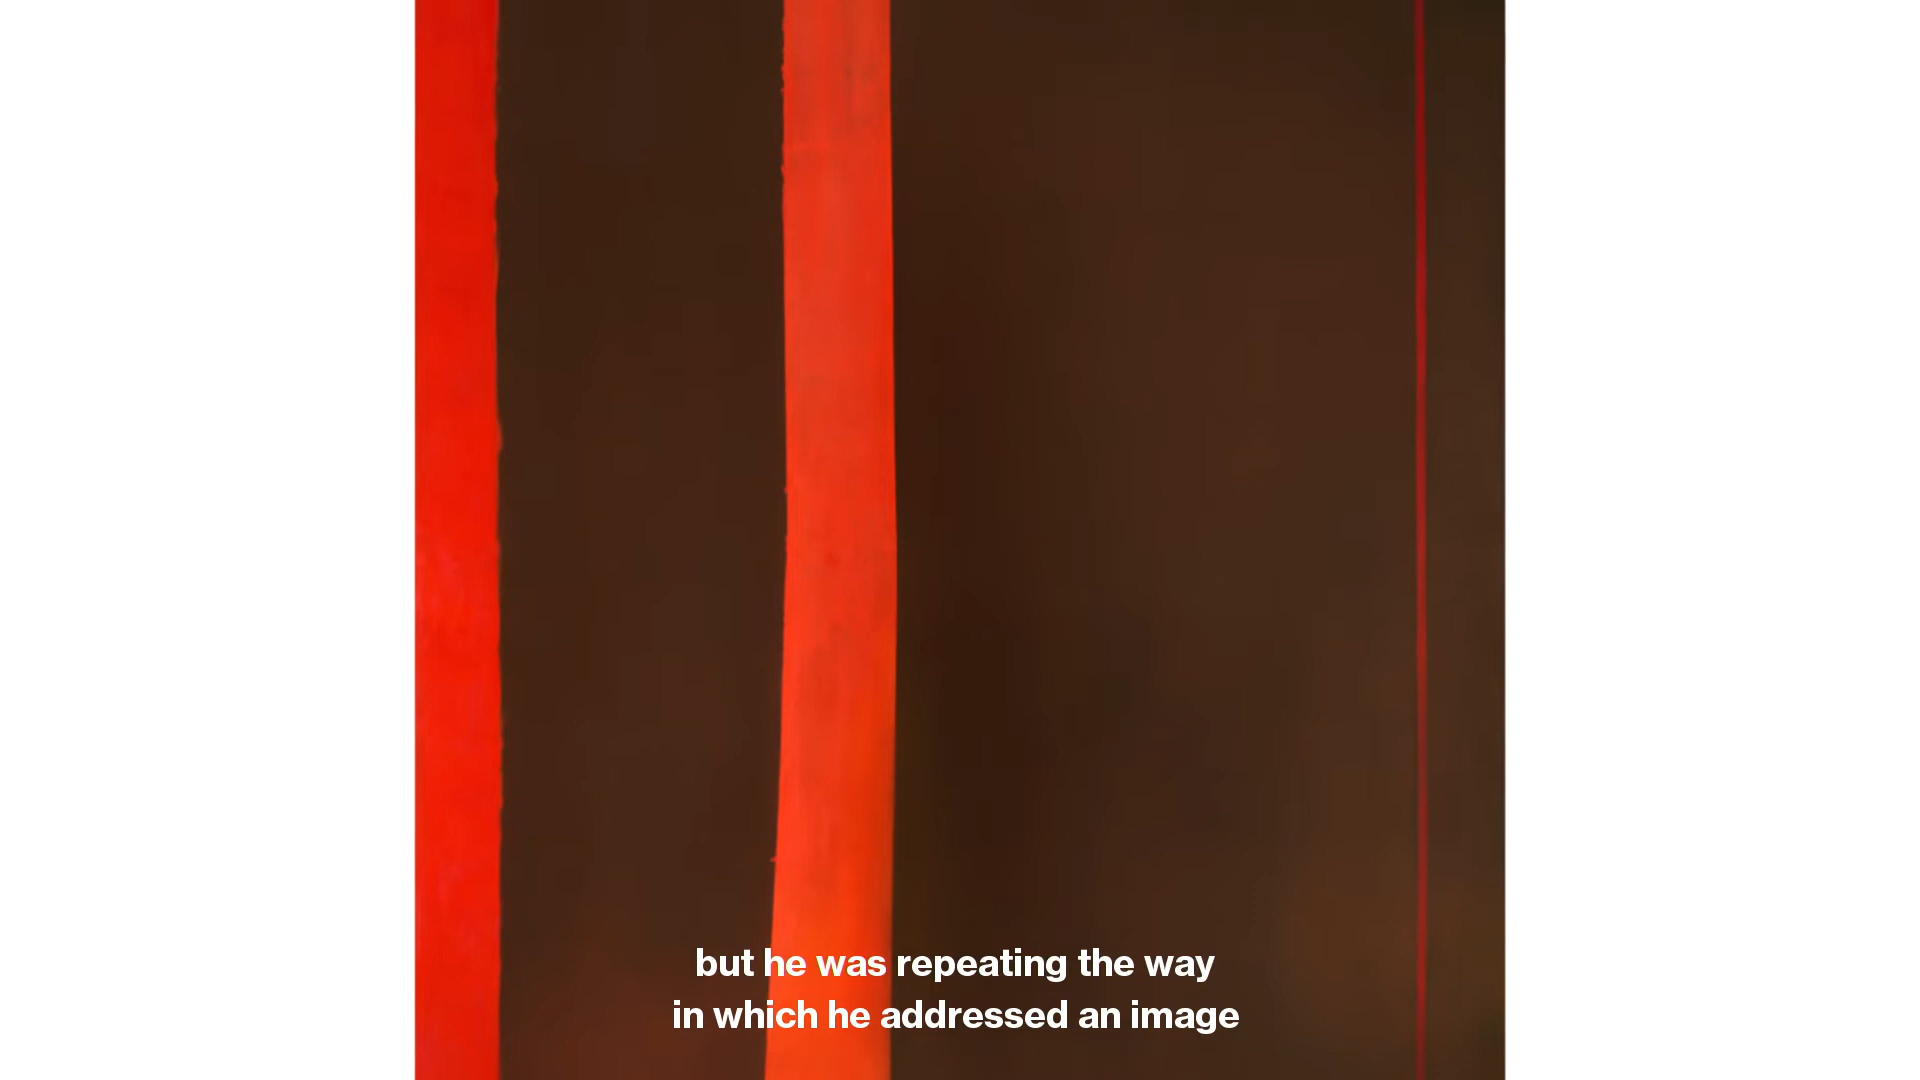 but he was repeating the way
in which he addressed an image